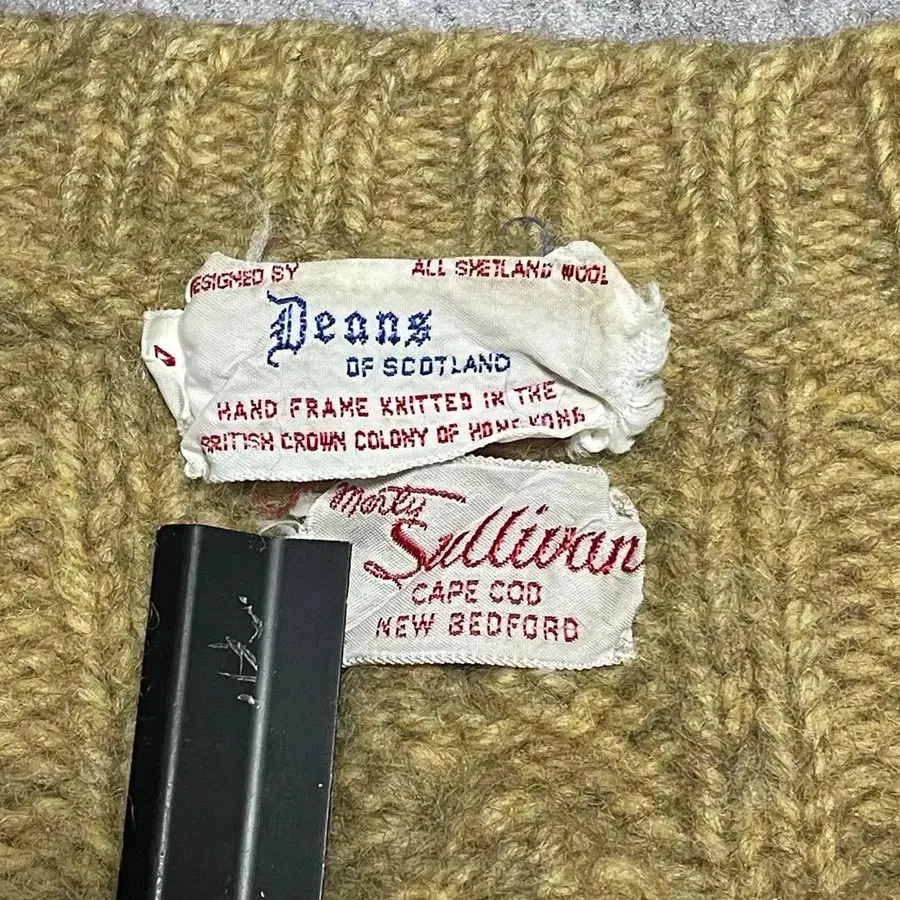 ESIGNED BY ALL SHETLAND WOOL
Deans
OF SCOTLAND
HAND FRAME KNITTED IN THE
BRITISH CROWN COLONY OF HONG KONG
Marty
Sullivan
CAPE COD
NEW BEDFORD